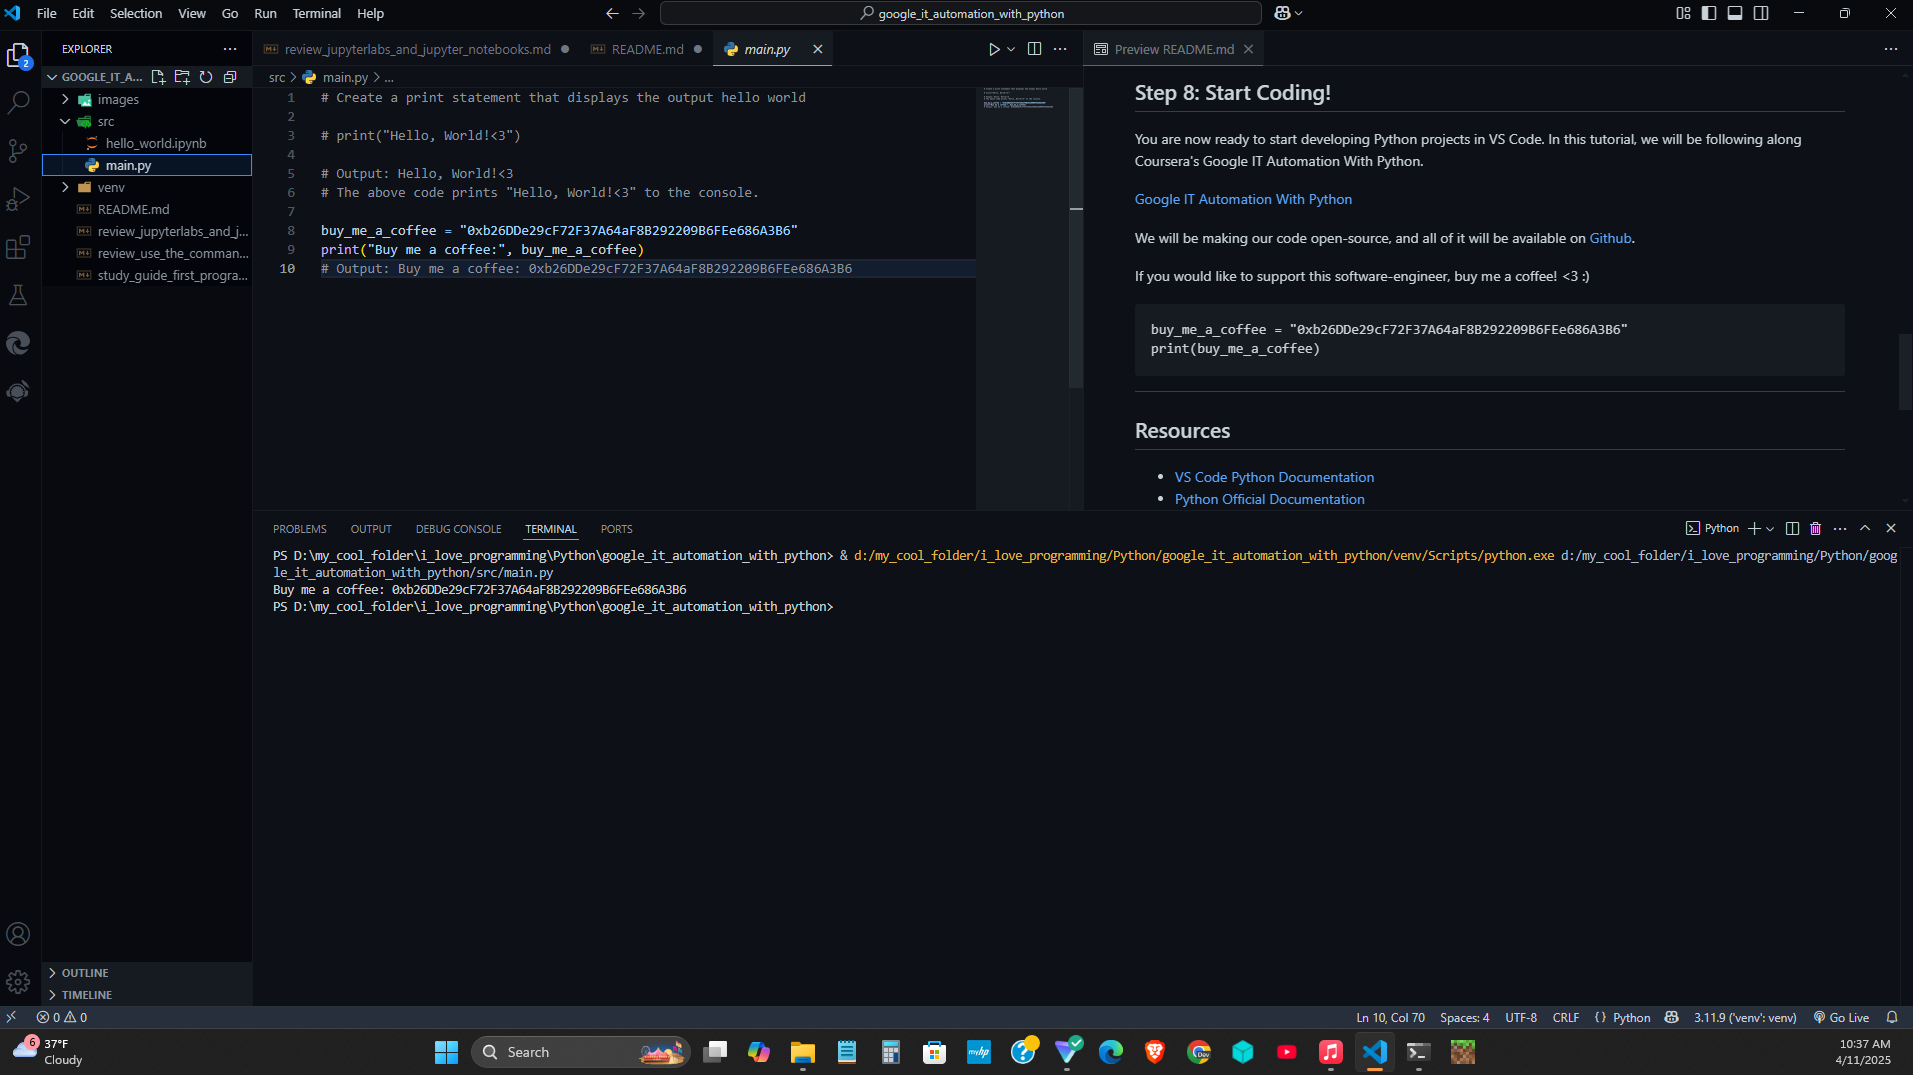 File Edit Selection View Go Run Terminal Help
google_it_automation_with_python
EXPLORER
2
GOOGLE_IT_A...
images
src
hello_world.ipynb
main.py
venv
README.md
review_jupyterlabs_and_j...
review_use_the_comman...
study_guide_first_progra...
OUTLINE
TIMELINE
review_jupyterlabs_and_jupyter_notebooks.md README.md main.py
src > main.py > ...
1 # Create a print statement that displays the output hello world
2
3 # print("Hello, World!<3")
4
5 # Output: Hello, World!<3
6 # The above code prints "Hello, World!<3" to the console.
7
8 buy_me_a_coffee = "0xb26DDe29cF72F37A64aF8B292209B6FEe686A3B6"
9 print("Buy me a coffee:", buy_me_a_coffee)
10 # Output: Buy me a coffee: 0xb26DDe29cF72F37A64aF8B292209B6FEe686A3B6
Preview README.md
Step 8: Start Coding!
You are now ready to start developing Python projects in VS Code. In this tutorial, we will be following along
Coursera's Google IT Automation With Python.
Google IT Automation With Python
We will be making our code open-source, and all of it will be available on Github.
If you would like to support this software-engineer, buy me a coffee! <3 :)
buy_me_a_coffee = "0xb26DDe29cF72F37A64aF8B292209B6FEe686A3B6"
print(buy_me_a_coffee)
Resources
• VS Code Python Documentation
• Python Official Documentation
PROBLEMS OUTPUT DEBUG CONSOLE TERMINAL PORTS
Python
PS D:\my_cool_folder\i_love_programming\Python\google_it_automation_with_python> & d:/my_cool_folder/i_love_programming/Python/google_it_automation_with_python/venv/Scripts/python.exe d:/my_cool_folder/i_love_programming/Python/goog
le_it_automation_with_python/src/main.py
Buy me a coffee: 0xb26DDe29cF72F37A64aF8B292209B6FEe686A3B6
PS D:\my_cool_folder\i_love_programming\Python\google_it_automation_with_python>
0 0
Ln 10, Col 70 Spaces: 4 UTF-8 CRLF {} Python 3.11.9 ('venv': venv) Go Live
6
37°F
Cloudy
Search
myhp
Dev
10:37 AM
4/11/2025